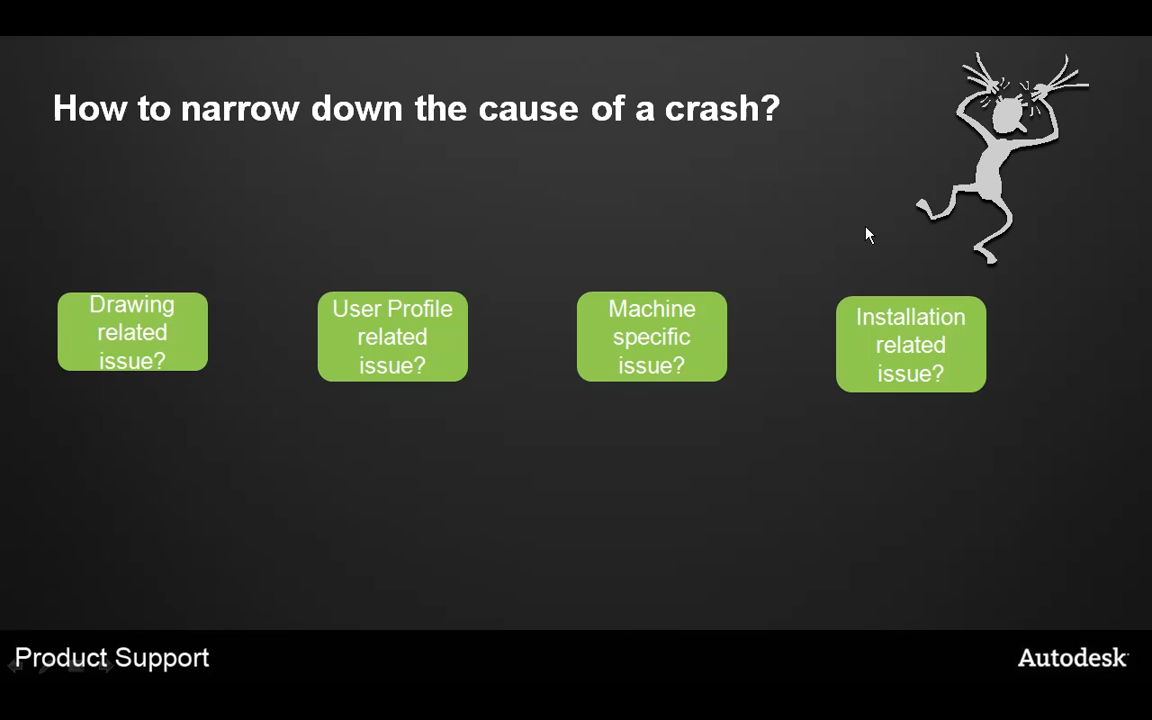 How to narrow down the cause of a crash?
Drawing
related
issue?
User Profile
related
issue?
Machine
specific
issue?
Installation
related
issue?
Product Support
Autodesk